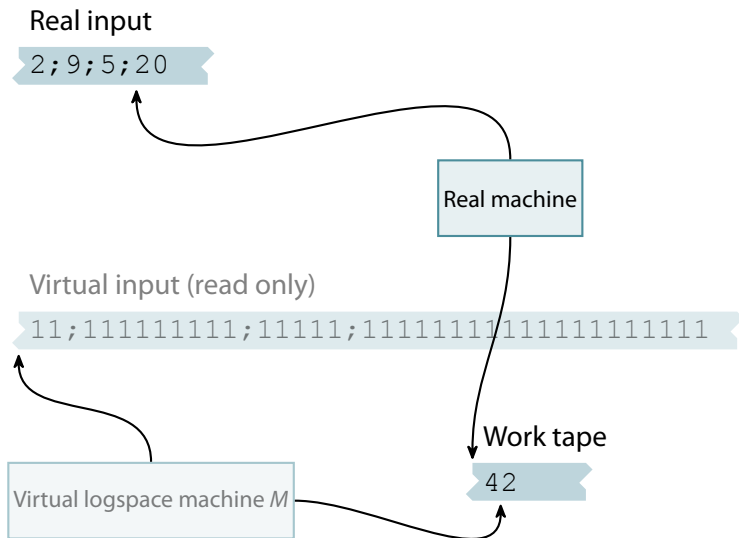 Real input
2;9;5;20
Real machine
Virtual input (read only)
11;111111111;11111;11111111111111111111
Work tape
42
Virtual logspace machine M